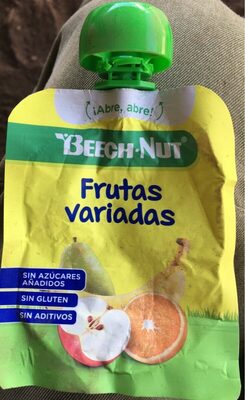 ¡Abre, abre!
BEECH-NUT
Frutas
variadas
SIN AZÚCARES
AÑADIDOS
SIN GLUTEN
SIN ADITIVOS